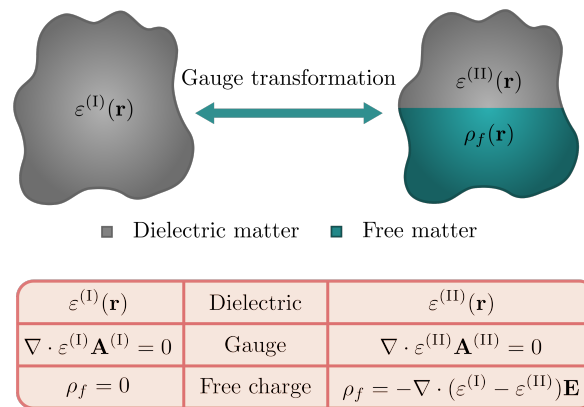 Gauge transformation
ε^(I)(r)
ε^(II)(r)
ρ_f(r)
Dielectric matter
Free matter
ε^(I)(r) Dielectric ε^(II)(r)
∇ · ε^(I)A^(I) = 0 Gauge ∇ · ε^(II)A^(II) = 0
ρ_f = 0 Free charge ρ_f = −∇ · (ε^(I) − ε^(II))E